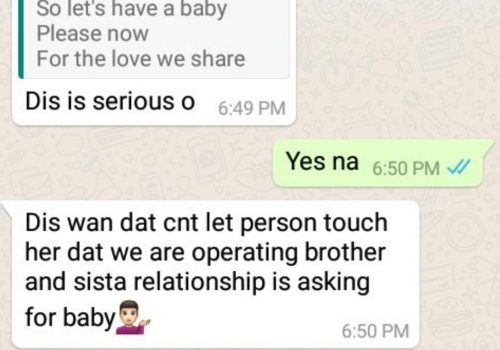 So let's have a baby
Please now
For the love we share
Dis is serious o 6:49 PM
Yes na 6:50 PM
Dis wan dat cnt let person touch
her dat we are operating brother
and sista relationship is asking
for baby💁🏻‍♂️
6:50 PM